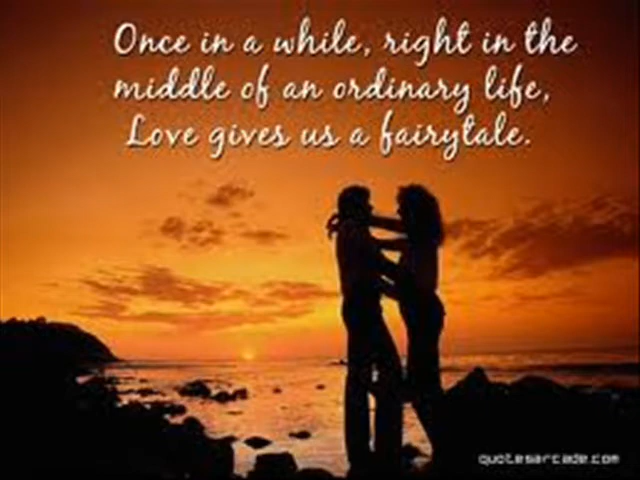 Once in a while, right in the
middle of an ordinary life,
Love gives us a fairytale.
quotesarcade.com